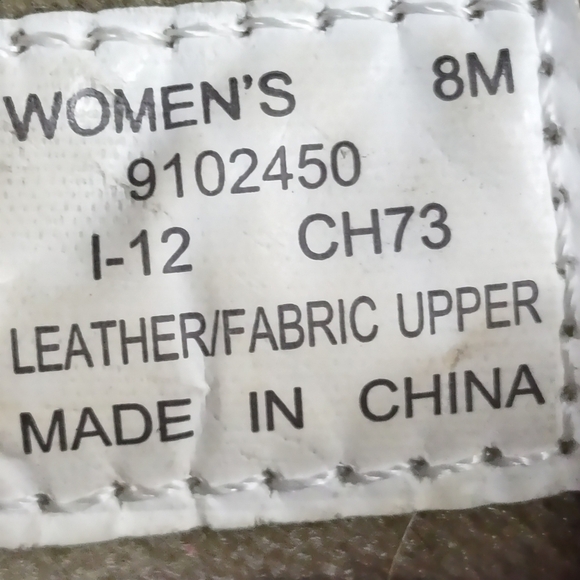 WOMEN'S 8M
9102450
I-12 CH73
LEATHER/FABRIC UPPER
MADE IN CHINA